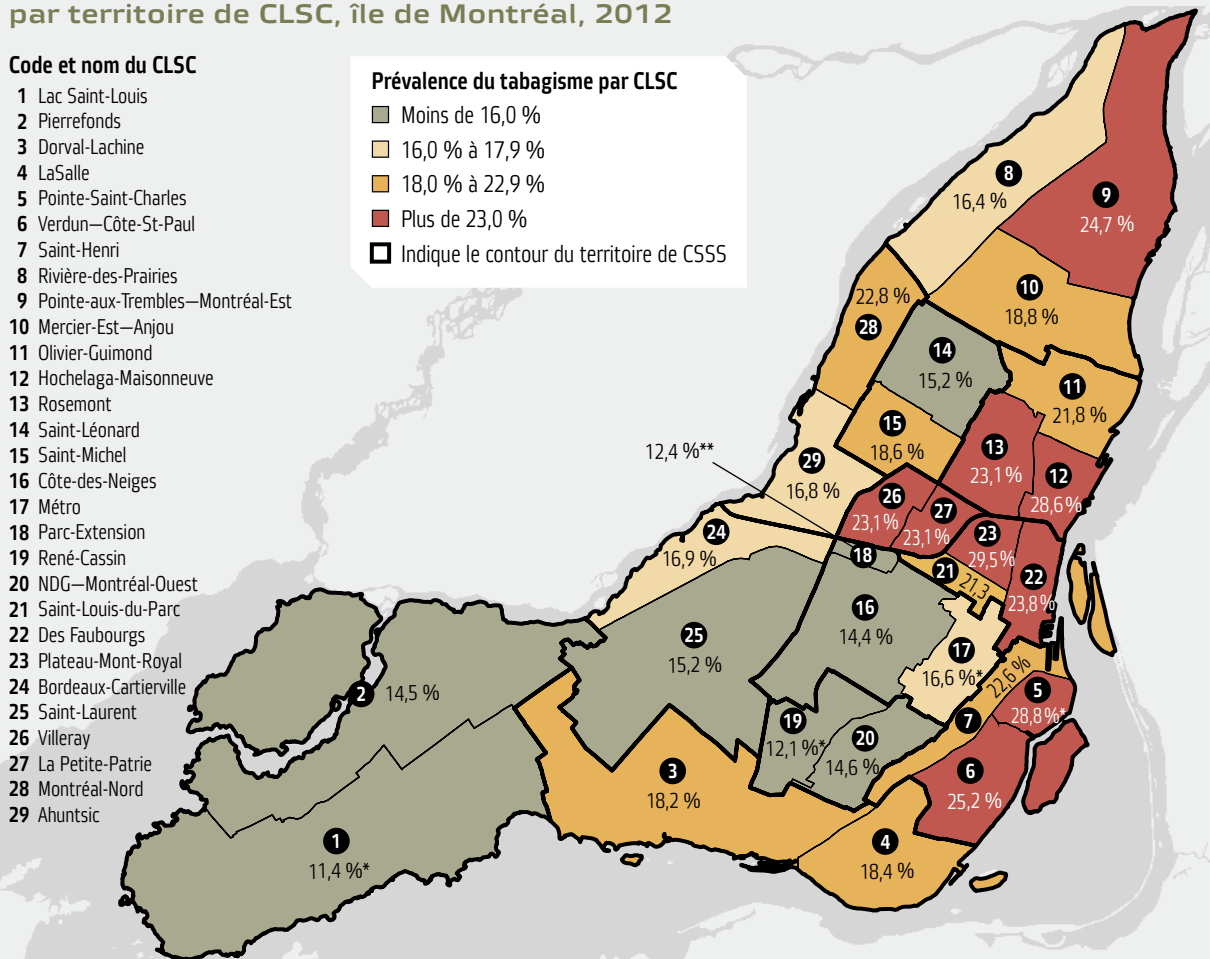 par territoire de CLSC, île de Montréal, 2012
Code et nom du CLSC
1 Lac Saint-Louis
2 Pierrefonds
3 Dorval-Lachine
4 LaSalle
5 Pointe-Saint-Charles
6 Verdun—Côte-St-Paul
7 Saint-Henri
8 Rivière-des-Prairies
9 Pointe-aux-Trembles—Montréal-Est
10 Mercier-Est—Anjou
11 Olivier-Guimond
12 Hochelaga-Maisonneuve
13 Rosemont
14 Saint-Léonard
15 Saint-Michel
16 Côte-des-Neiges
17 Métro
18 Parc-Extension
19 René-Cassin
20 NDG—Montréal-Ouest
21 Saint-Louis-du-Parc
22 Des Faubourgs
23 Plateau-Mont-Royal
24 Bordeaux-Cartierville
25 Saint-Laurent
26 Villeray
27 La Petite-Patrie
28 Montréal-Nord
29 Ahuntsic
Prévalence du tabagisme par CLSC
Moins de 16,0 %
16,0 % à 17,9 %
18,0 % à 22,9 %
Plus de 23,0 %
Indique le contour du territoire de CSSS
8
16,4 %
9
24,7 %
10
18,8 %
22,8 %
28
14
15,2 %
11
21,8 %
15
18,6 %
13
23,1 %
12
28,6 %
12,4 %**
29
16,8 %
26
23,1 %
27
23,1 %
23
29,5 %
24
16,9 %
18
21
21,3
22
23,8 %
16
14,4 %
25
15,2 %
17
16,6 %*
22,6 %
7
5
28,8 %*
2
14,5 %
19
12,1 %*
20
14,6 %
3
18,2 %
6
25,2 %
1
11,4 %*
4
18,4 %